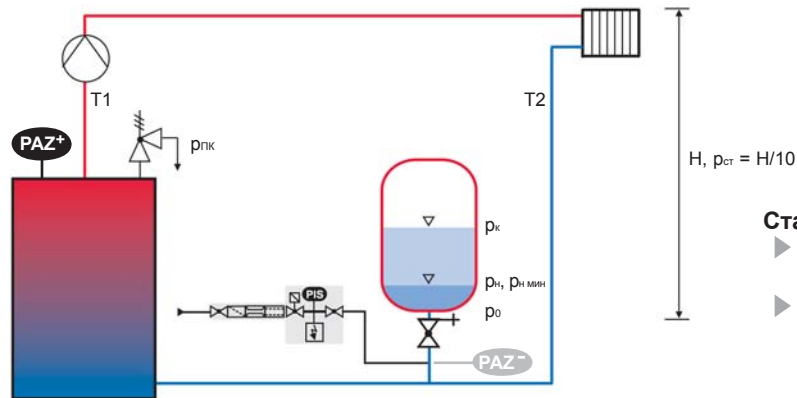 T1
T2
PAZ+
pПК
H, pст = H/10
pк
Ста
PIS
pн, pн мин
p0
PAZ-